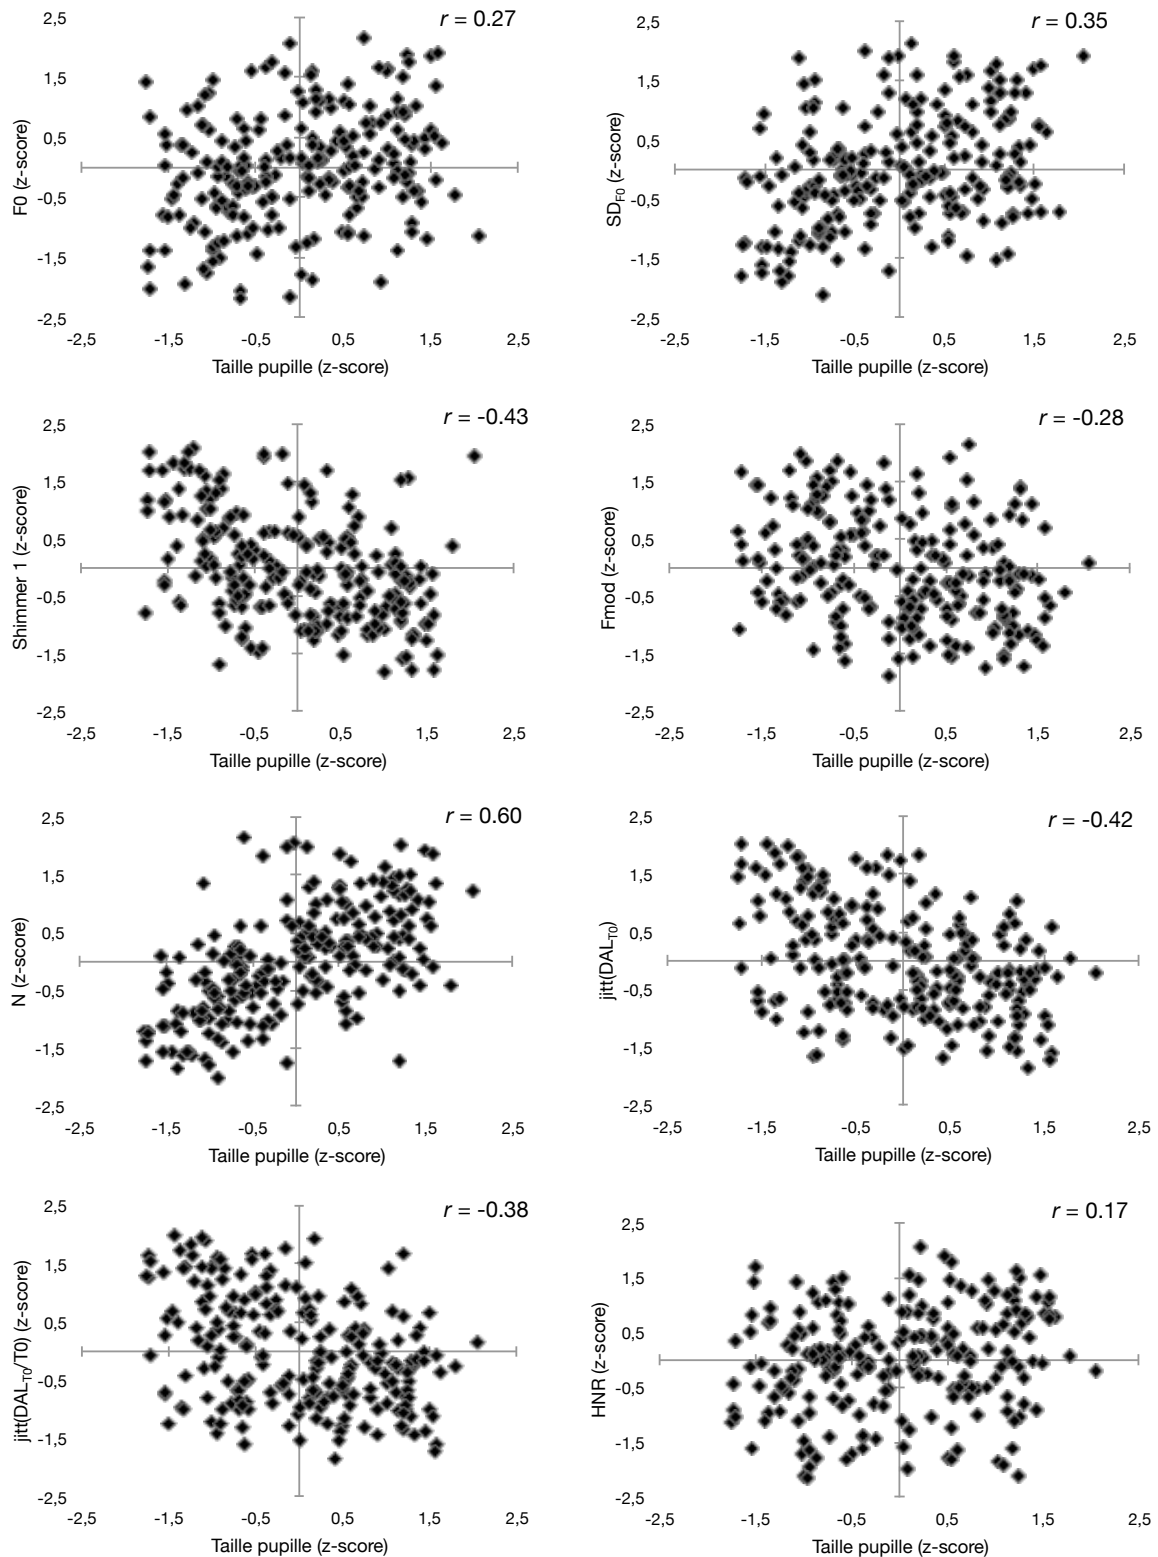 r = 0.27
2,5
1,5
0,5
-0,5
-1,5
-2,5
F0 (z-score)
-2,5 -1,5 -0,5 0,5 1,5 2,5
Taille pupille (z-score)
r = 0.35
2,5
1,5
0,5
-0,5
-1,5
-2,5
SDF0 (z-score)
-2,5 -1,5 -0,5 0,5 1,5 2,5
Taille pupille (z-score)
r = -0.43
2,5
1,5
0,5
-0,5
-1,5
-2,5
Shimmer 1 (z-score)
-2,5 -1,5 -0,5 0,5 1,5 2,5
Taille pupille (z-score)
r = -0.28
2,5
1,5
0,5
-0,5
-1,5
-2,5
Fmod (z-score)
-2,5 -1,5 -0,5 0,5 1,5 2,5
Taille pupille (z-score)
r = 0.60
2,5
1,5
0,5
-0,5
-1,5
-2,5
N (z-score)
-2,5 -1,5 -0,5 0,5 1,5 2,5
Taille pupille (z-score)
r = -0.42
2,5
1,5
0,5
-0,5
-1,5
-2,5
jitt(DALT0)
-2,5 -1,5 -0,5 0,5 1,5 2,5
Taille pupille (z-score)
r = -0.38
2,5
1,5
0,5
-0,5
-1,5
-2,5
jitt(DALT0/T0) (z-score)
-2,5 -1,5 -0,5 0,5 1,5 2,5
Taille pupille (z-score)
r = 0.17
2,5
1,5
0,5
-0,5
-1,5
-2,5
HNR (z-score)
-2,5 -1,5 -0,5 0,5 1,5 2,5
Taille pupille (z-score)